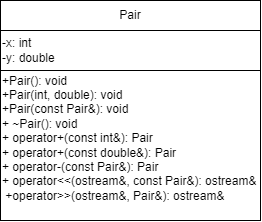 Pair
-x: int
-y: double
+Pair(): void
+Pair(int, double): void
+Pair(const Pair&): void
+ ~Pair(): void
+ operator+(const int&): Pair
+ operator+(const double&): Pair
+ operator-(const Pair&): Pair
+ operator<<(ostream&, const Pair&): ostream&
+operator>>(ostream&, Pair&): ostream&